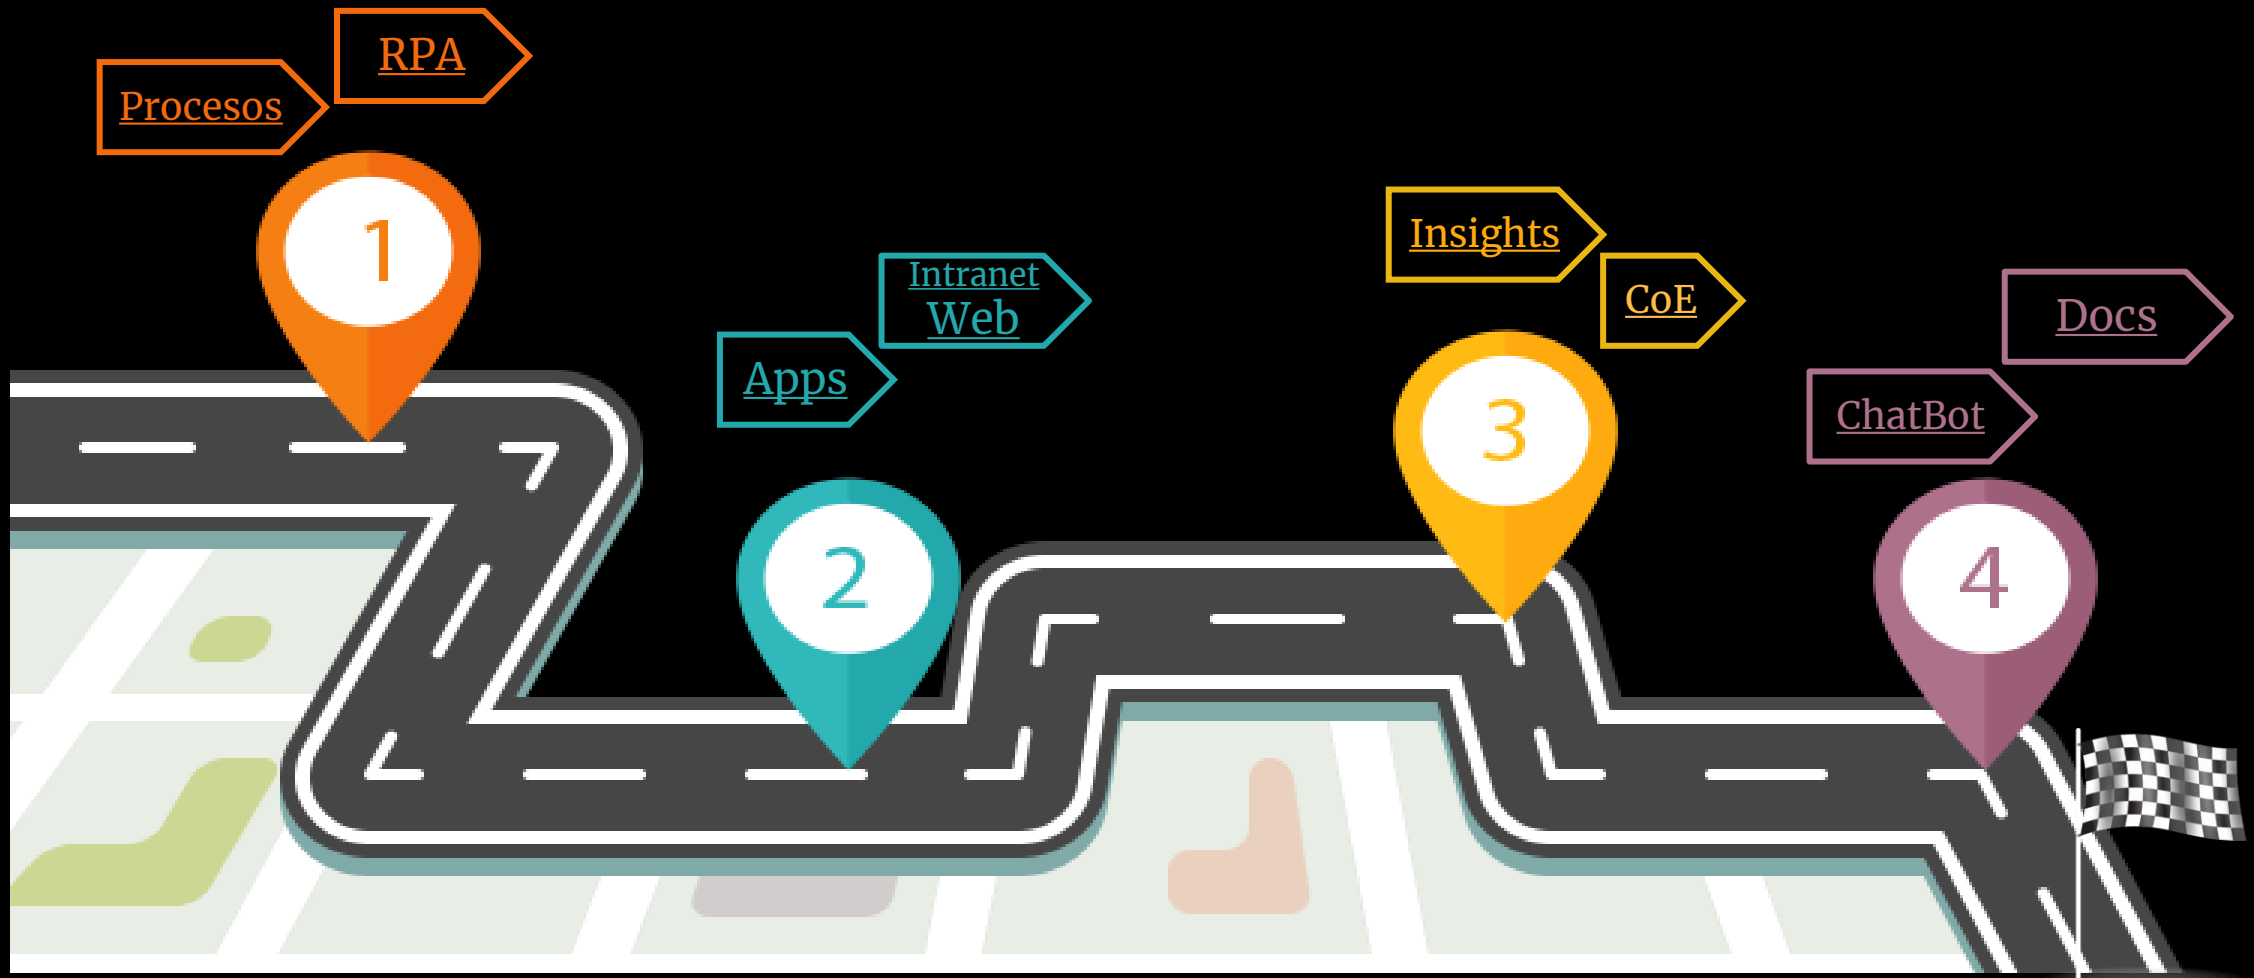 Procesos
RPA
1
Apps
Intranet
Web
2
Insights
CoE
3
ChatBot
Docs
4